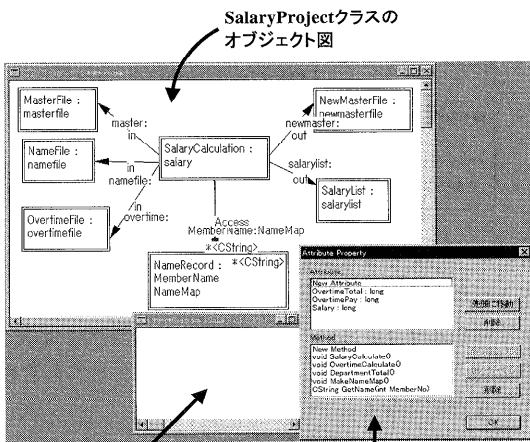 SalaryProjectクラスの
オブジェクト図
MasterFile :
masterfile
NewMasterFile :
newmasterfile
master:
in
newmaster:
out
NameFile :
namefile
SalaryCalculation :
salary
in
namefile:
salarylist:
out
SalaryList :
salarylist
OvertimeFile :
overtimefile
in
overtime:
Access
MemberName:NameMap
*<CString>
NameRecord :
MemberName
NameMap
*<CString>
Attribute Property
Attribute
New Attribute
OvertimeTotal : long
OvertimePay : long
Salary : long
削除
Method
New Method
void SalaryCalculate()
void OvertimeCalculate()
void DepartmentTotal()
void MakeNameMap()
CString GetName(int MemberNo)
削除
OK